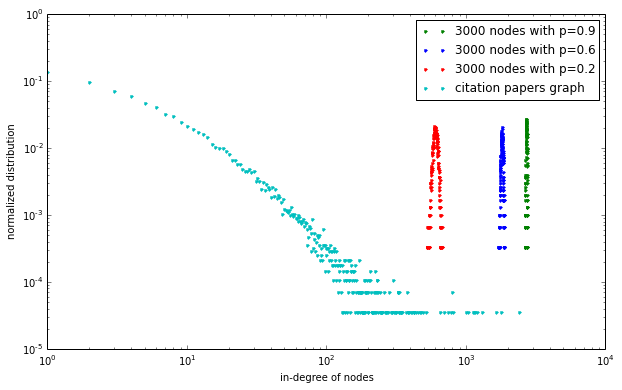 10^0
10^-1
10^-2
10^-3
10^-4
10^-5
normalized distribution
3000 nodes with p=0.9
3000 nodes with p=0.6
3000 nodes with p=0.2
citation papers graph
10^0
10^1
10^2
10^3
10^4
in-degree of nodes